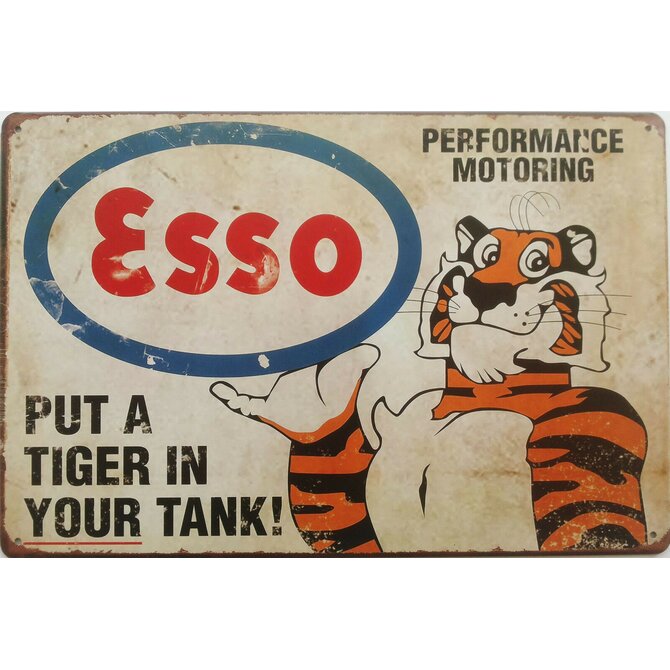 Esso
PERFORMANCE
MOTORING
PUT A
TIGER IN
YOUR TANK!